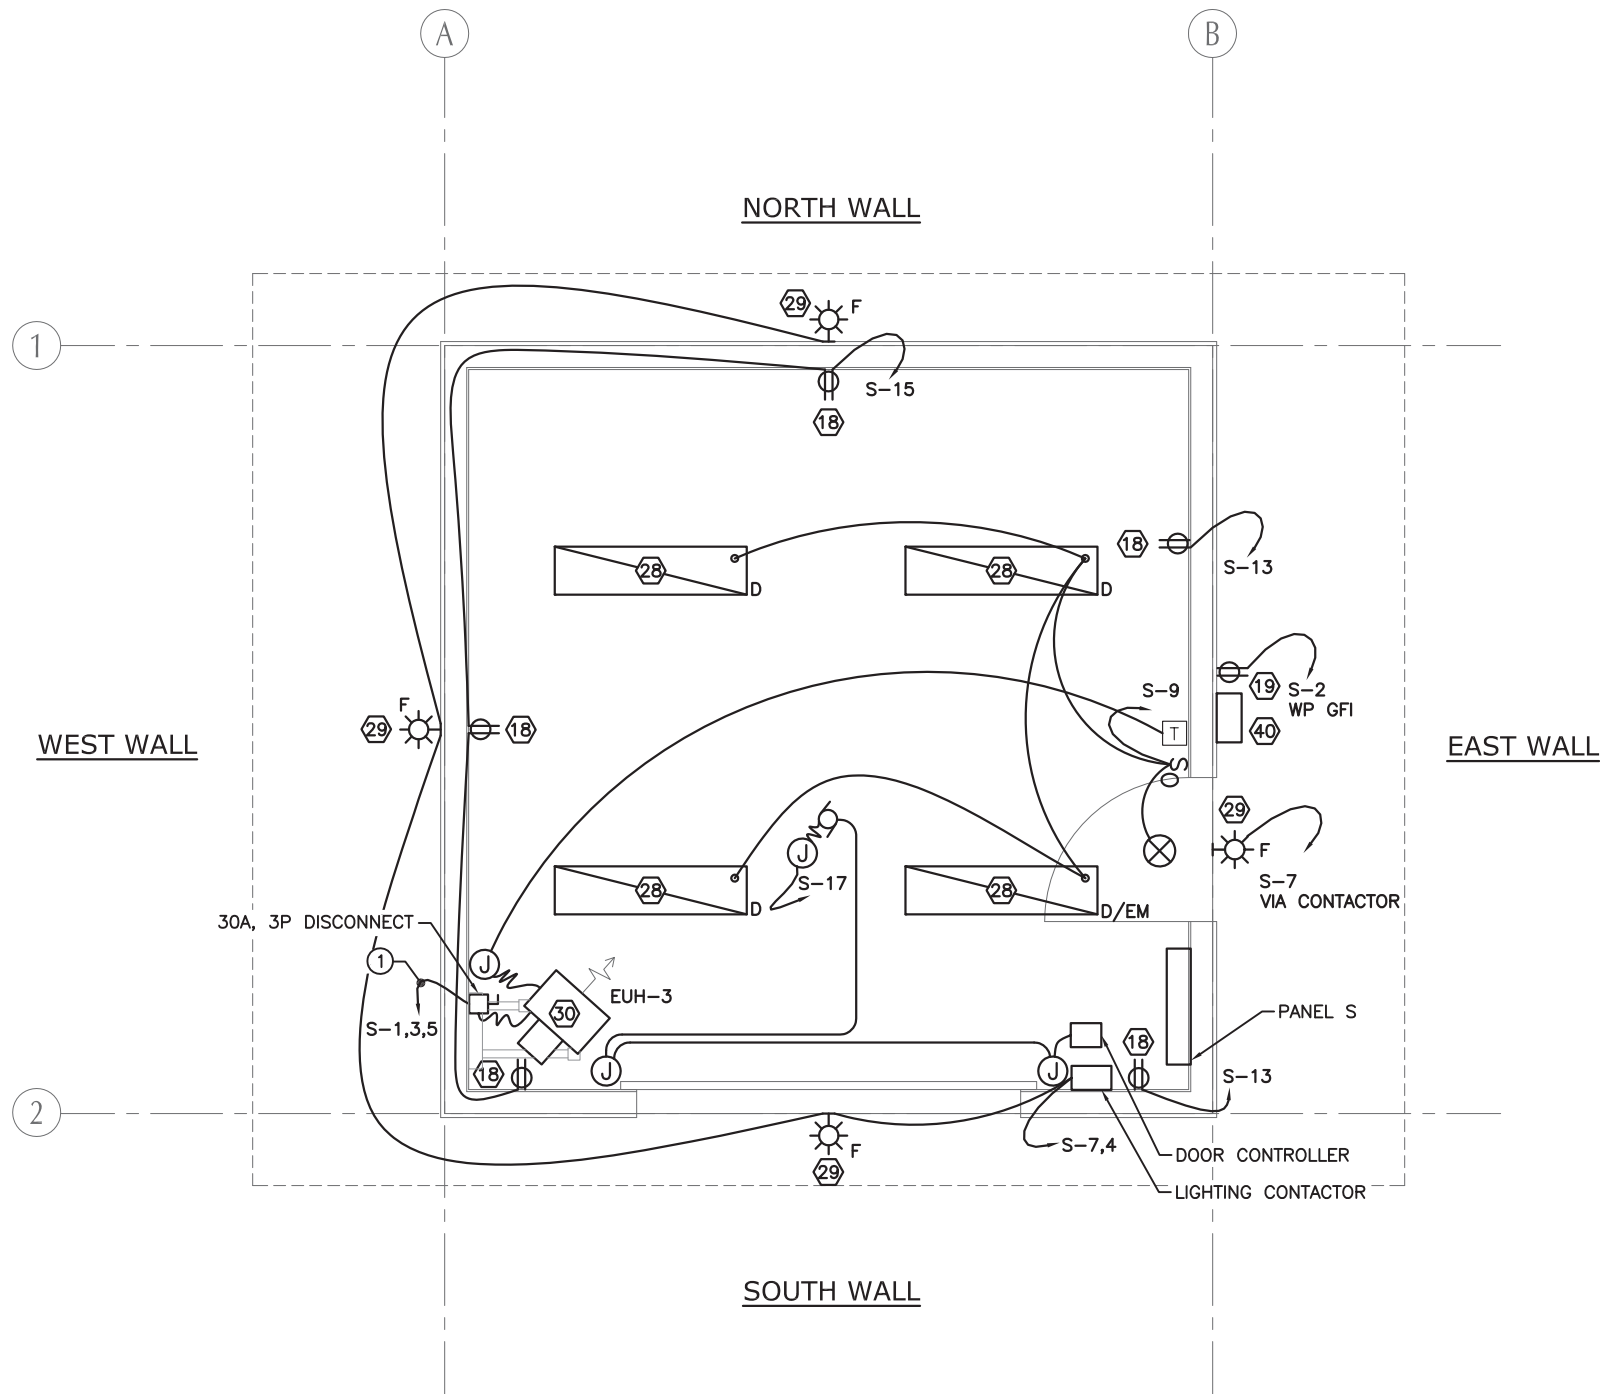 A
B
NORTH WALL
29
F
1
S-15
18
18
S-13
28
D
28
D
S-9
19
S-2
WP GFI
F
29
18
T
40
WEST WALL
EAST WALL
S
O
29
F
J
S-17
28
D
28
D/EM
S-7
VIA CONTACTOR
30A, 3P DISCONNECT
1
J
EUH-3
30
S-1,3,5
PANEL S
18
18
J
J
S-13
2
F
29
S-7,4
DOOR CONTROLLER
LIGHTING CONTACTOR
SOUTH WALL